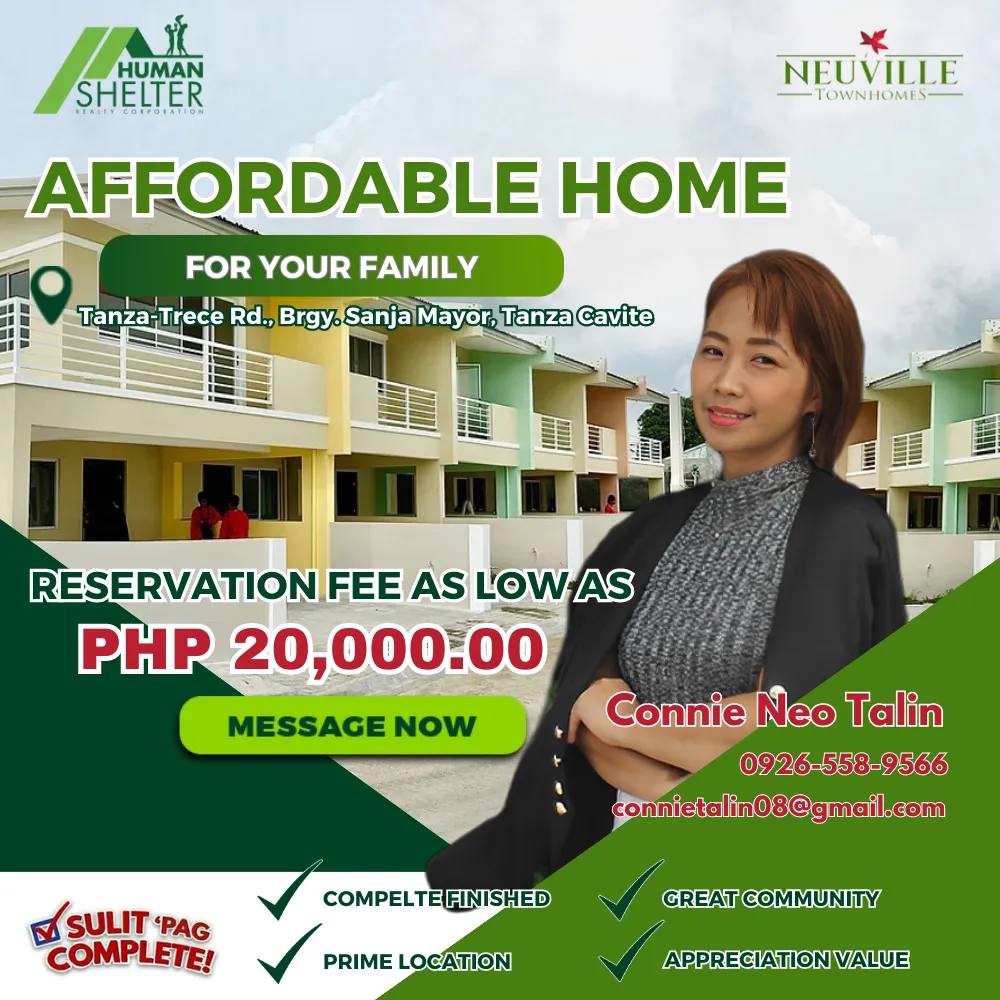 HUMAN
SHELTER
REALTY CORPORATION
NEUVILLE
TOWNHOMES
AFFORDABLE HOME
FOR YOUR FAMILY
Tanza-Trece Rd., Brgy. Sanja Mayor, Tanza Cavite
RESERVATION FEE AS LOW AS
PHP 20,000.00
MESSAGE NOW
Connie Neo Talin
0926-558-9566
connietalin08@gmail.com
SULIT 'PAG
COMPLETE!
COMPELTE FINISHED
GREAT COMMUNITY
PRIME LOCATION
APPRECIATION VALUE